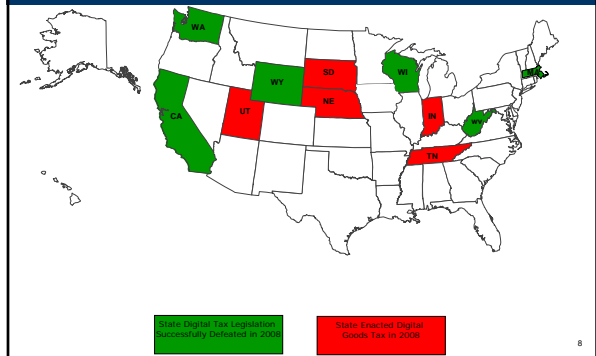 WA
SD
WI
MA
WY
NE
CA
UT
IN
WV
TN
State Digital Tax Legislation
Successfully Defeated in 2008
State Enacted Digital
Goods Tax in 2008
8